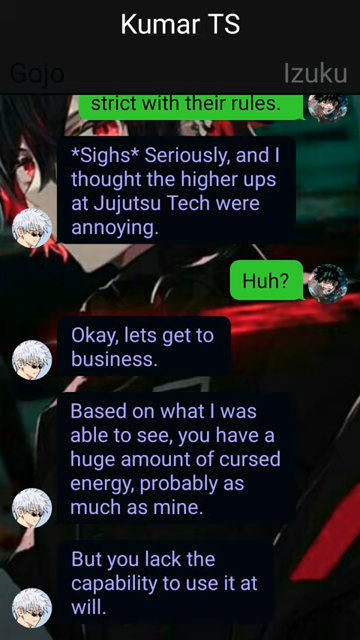 Kumar TS
Gojo
Izuku
strict with their rules.
*Sighs* Seriously, and I
thought the higher ups
at Jujutsu Tech were
annoying.
Huh?
Okay, lets get to
business.
Based on what I was
able to see, you have a
huge amount of cursed
energy, probably as
much as mine.
But you lack the
capability to use it at
will.